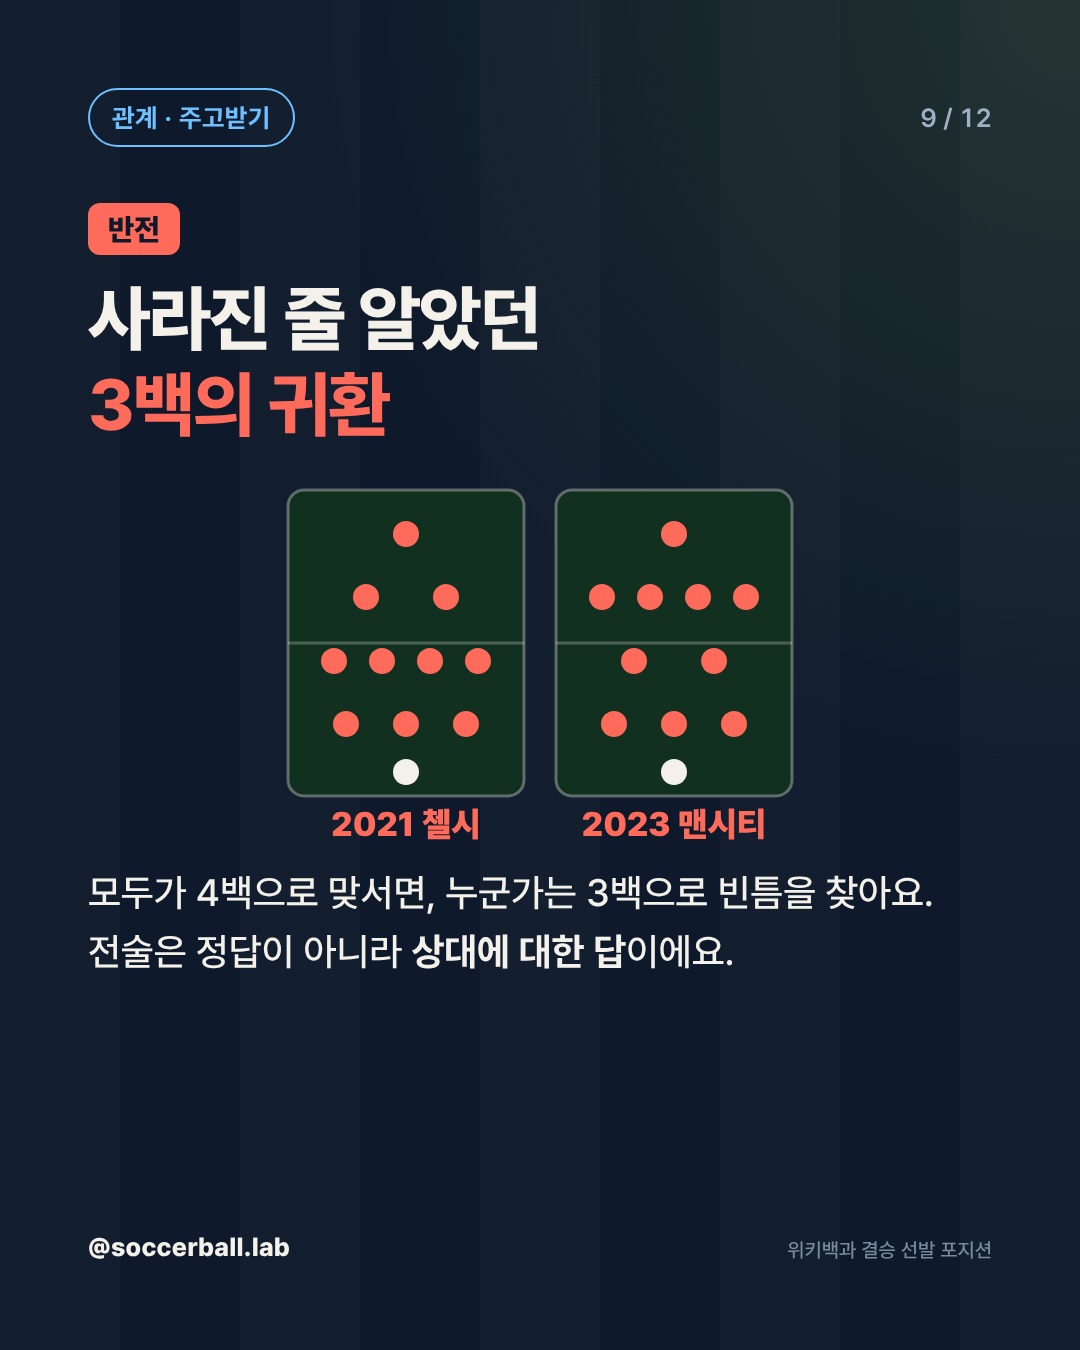 관계 · 주고받기
9 / 12
반전
사라진 줄 알았던
3백의 귀환
2021 첼시
2023 맨시티
모두가 4백으로 맞서면, 누군가는 3백으로 빈틈을 찾아요.
전술은 정답이 아니라 상대에 대한 답이에요.
@soccerball.lab
위키백과 결승 선발 포지션